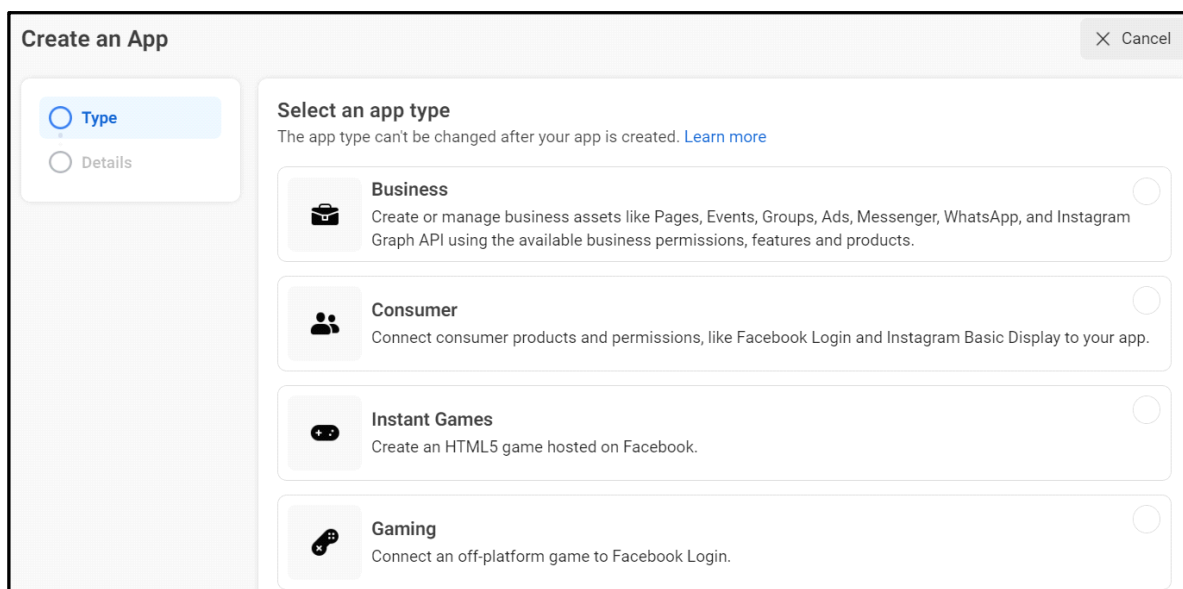 Create an App
Cancel
Type
Details
Select an app type
The app type can't be changed after your app is created. Learn more
Business
Create or manage business assets like Pages, Events, Groups, Ads, Messenger, WhatsApp, and Instagram
Graph API using the available business permissions, features and products.
Consumer
Connect consumer products and permissions, like Facebook Login and Instagram Basic Display to your app.
Instant Games
Create an HTML5 game hosted on Facebook.
Gaming
Connect an off-platform game to Facebook Login.